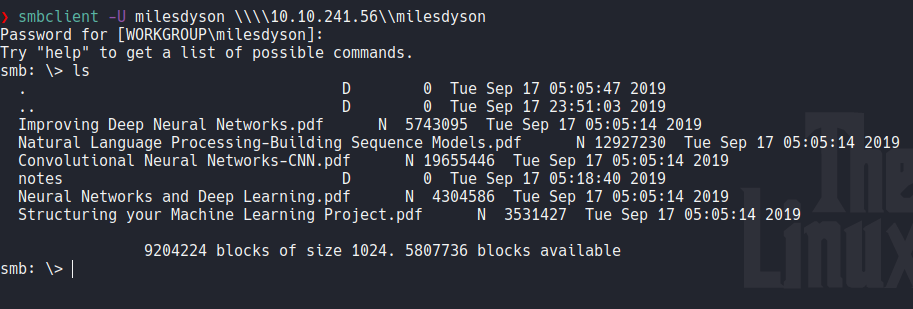 ❯ smbclient -U milesdyson \\\\10.10.241.56\\milesdyson
Password for [WORKGROUP\milesdyson]:
Try "help" to get a list of possible commands.
smb: \> ls
  .                                   D        0  Tue Sep 17 05:05:47 2019
  ..                                  D        0  Tue Sep 17 23:51:03 2019
  Improving Deep Neural Networks.pdf      N  5743095  Tue Sep 17 05:05:14 2019
  Natural Language Processing-Building Sequence Models.pdf      N 12927230  Tue Sep 17 05:05:14 2019
  Convolutional Neural Networks-CNN.pdf      N 19655446  Tue Sep 17 05:05:14 2019
  notes                               D        0  Tue Sep 17 05:18:40 2019
  Neural Networks and Deep Learning.pdf      N  4304586  Tue Sep 17 05:05:14 2019
  Structuring your Machine Learning Project.pdf      N  3531427  Tue Sep 17 05:05:14 2019

                9204224 blocks of size 1024. 5807736 blocks available
smb: \>
The
Linux